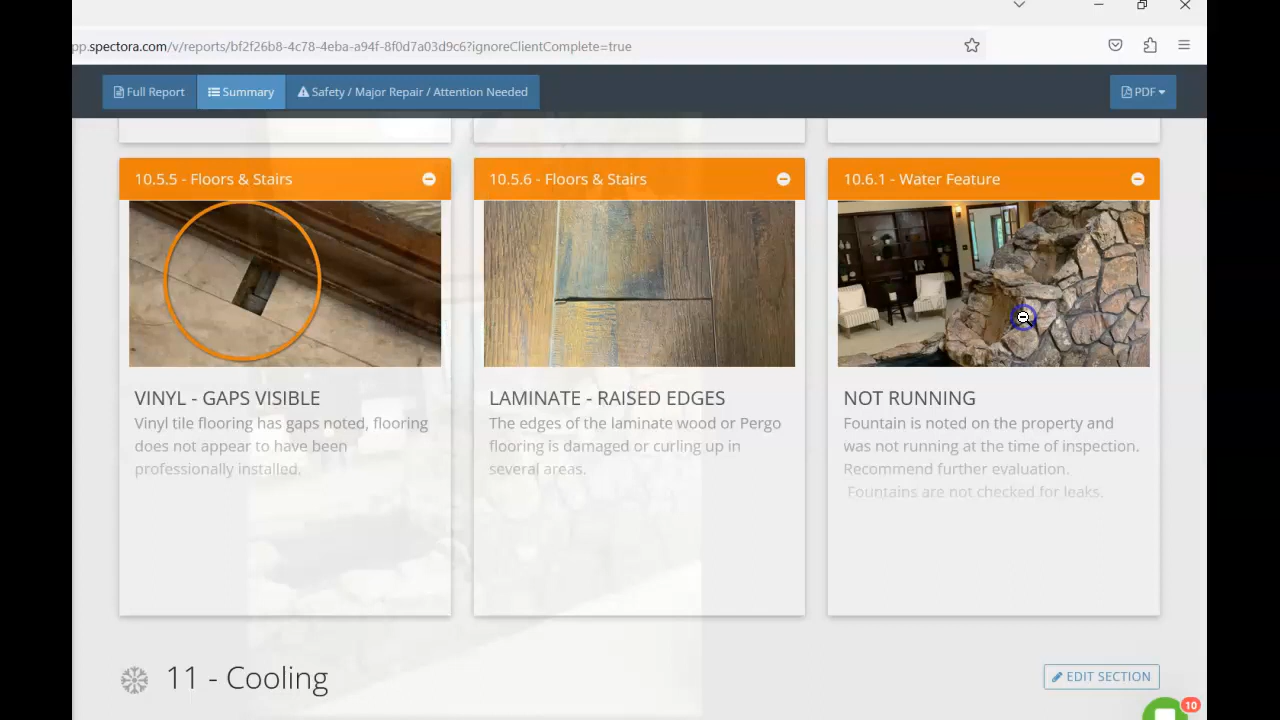 pp.spectora.com/v/reports/bf2f26b8-4c78-4eba-a94f-8f0d7a03d9c6?ignoreClientComplete=true
Full Report Summary Safety / Major Repair / Attention Needed PDF
10.5.5 - Floors & Stairs
VINYL - GAPS VISIBLE
Vinyl tile flooring has gaps noted, flooring
does not appear to have been
professionally installed.
10.5.6 - Floors & Stairs
LAMINATE - RAISED EDGES
The edges of the laminate wood or Pergo
flooring is damaged or curling up in
several areas.
10.6.1 - Water Feature
NOT RUNNING
Fountain is noted on the property and
was not running at the time of inspection.
Recommend further evaluation.
Fountains are not checked for leaks.
11 - Cooling
EDIT SECTION
10